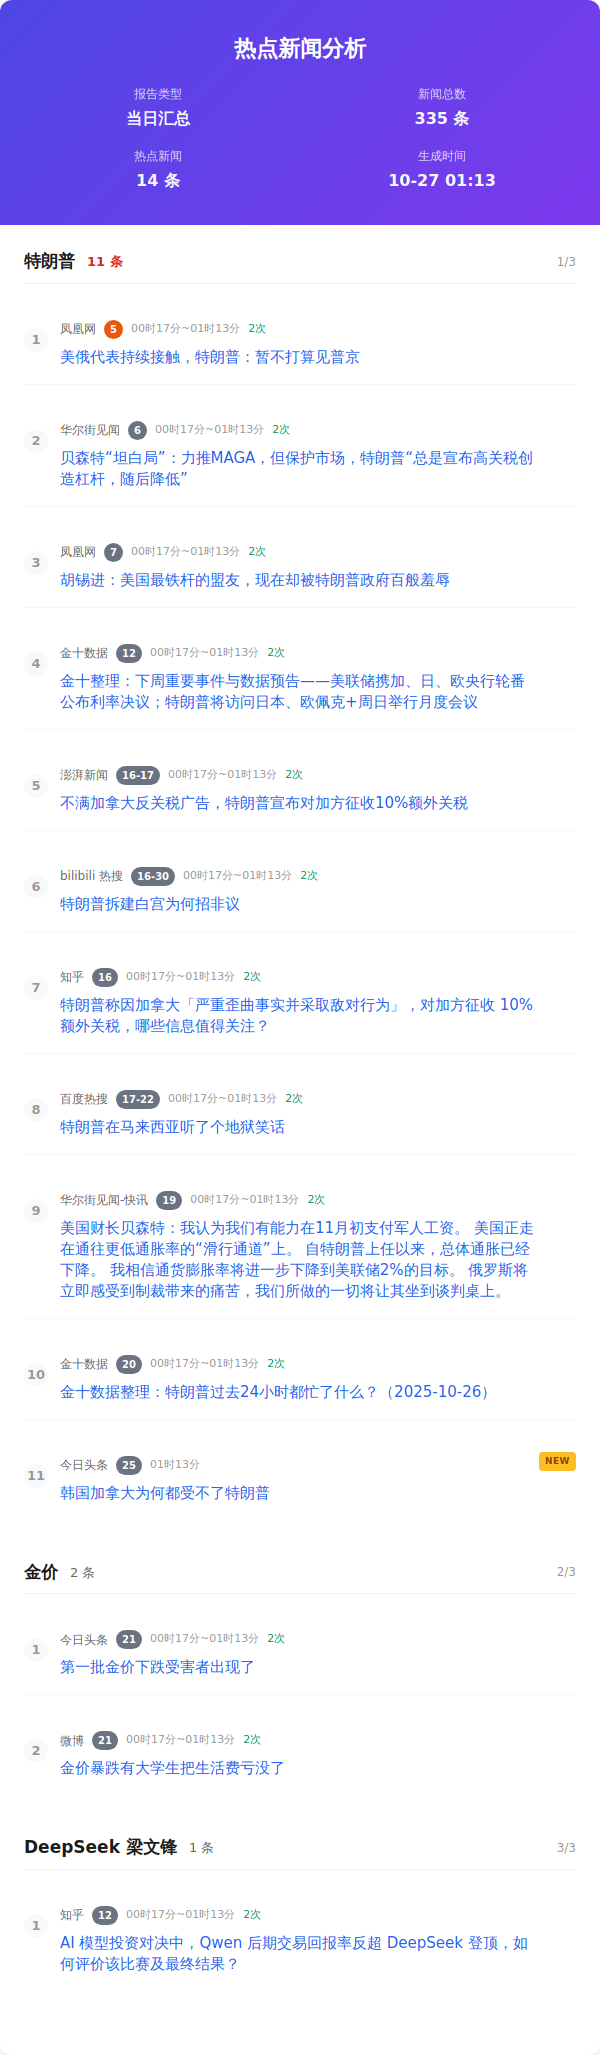 热点新闻分析
报告类型
当日汇总
新闻总数
335 条
热点新闻
14 条
生成时间
10-27 01:13
特朗普 11 条 1/3
1
凤凰网 5 00时17分~01时13分 2次
美俄代表持续接触，特朗普：暂不打算见普京
2
华尔街见闻 6 00时17分~01时13分 2次
贝森特“坦白局”：力推MAGA，但保护市场，特朗普“总是宣布高关税创
造杠杆，随后降低”
3
凤凰网 7 00时17分~01时13分 2次
胡锡进：美国最铁杆的盟友，现在却被特朗普政府百般羞辱
4
金十数据 12 00时17分~01时13分 2次
金十整理：下周重要事件与数据预告——美联储携加、日、欧央行轮番
公布利率决议；特朗普将访问日本、欧佩克+周日举行月度会议
5
澎湃新闻 16-17 00时17分~01时13分 2次
不满加拿大反关税广告，特朗普宣布对加方征收10%额外关税
6
bilibili 热搜 16-30 00时17分~01时13分 2次
特朗普拆建白宫为何招非议
7
知乎 16 00时17分~01时13分 2次
特朗普称因加拿大「严重歪曲事实并采取敌对行为」，对加方征收 10%
额外关税，哪些信息值得关注？
8
百度热搜 17-22 00时17分~01时13分 2次
特朗普在马来西亚听了个地狱笑话
9
华尔街见闻-快讯 19 00时17分~01时13分 2次
美国财长贝森特：我认为我们有能力在11月初支付军人工资。 美国正走
在通往更低通胀率的“滑行通道”上。 自特朗普上任以来，总体通胀已经
下降。 我相信通货膨胀率将进一步下降到美联储2%的目标。 俄罗斯将
立即感受到制裁带来的痛苦，我们所做的一切将让其坐到谈判桌上。
10
金十数据 20 00时17分~01时13分 2次
金十数据整理：特朗普过去24小时都忙了什么？（2025-10-26）
11
今日头条 25 01时13分 NEW
韩国加拿大为何都受不了特朗普
金价 2 条 2/3
1
今日头条 21 00时17分~01时13分 2次
第一批金价下跌受害者出现了
2
微博 21 00时17分~01时13分 2次
金价暴跌有大学生把生活费亏没了
DeepSeek 梁文锋 1 条 3/3
1
知乎 12 00时17分~01时13分 2次
AI 模型投资对决中，Qwen 后期交易回报率反超 DeepSeek 登顶，如
何评价该比赛及最终结果？